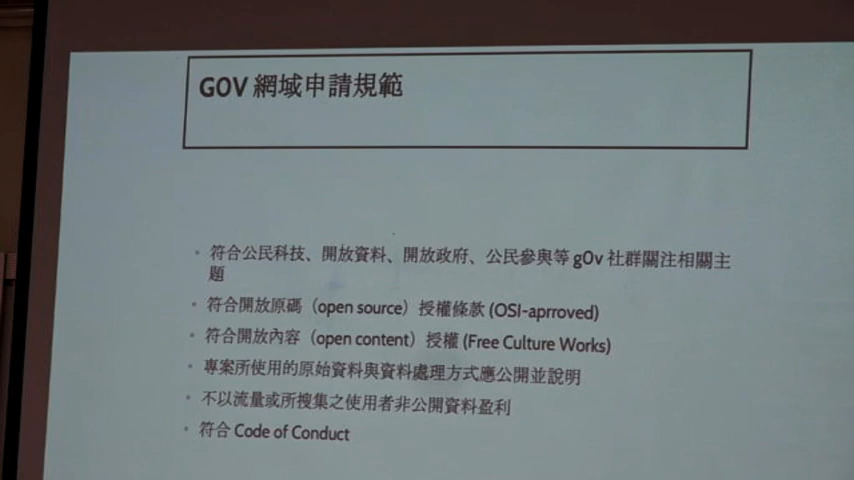 G0V 網域申請規範
• 符合公民科技、開放資料、開放政府、公民參與等 g0v 社群關注相關主
題
• 符合開放原碼（open source）授權條款 (OSI-aprroved)
• 符合開放內容（open content）授權 (Free Culture Works)
• 專案所使用的原始資料與資料處理方式應公開並說明
• 不以流量或所搜集之使用者非公開資料盈利
• 符合 Code of Conduct